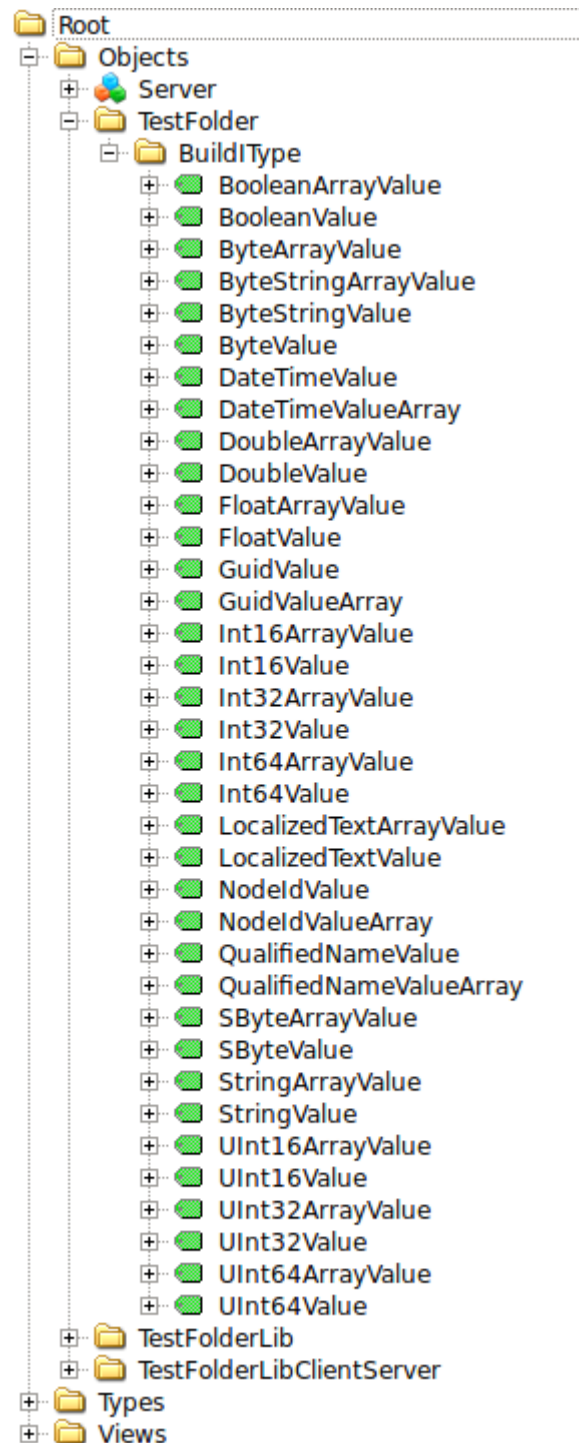 Root
Objects
Server
TestFolder
BuildIType
BooleanArrayValue
BooleanValue
ByteArrayValue
ByteStringArrayValue
ByteStringValue
ByteValue
DateTimeValue
DateTimeValueArray
DoubleArrayValue
DoubleValue
FloatArrayValue
FloatValue
GuidValue
GuidValueArray
Int16ArrayValue
Int16Value
Int32ArrayValue
Int32Value
Int64ArrayValue
Int64Value
LocalizedTextArrayValue
LocalizedTextValue
NodeIdValue
NodeIdValueArray
QualifiedNameValue
QualifiedNameValueArray
SByteArrayValue
SByteValue
StringArrayValue
StringValue
UInt16ArrayValue
UInt16Value
UInt32ArrayValue
UInt32Value
UInt64ArrayValue
UInt64Value
TestFolderLib
TestFolderLibClientServer
Types
Views